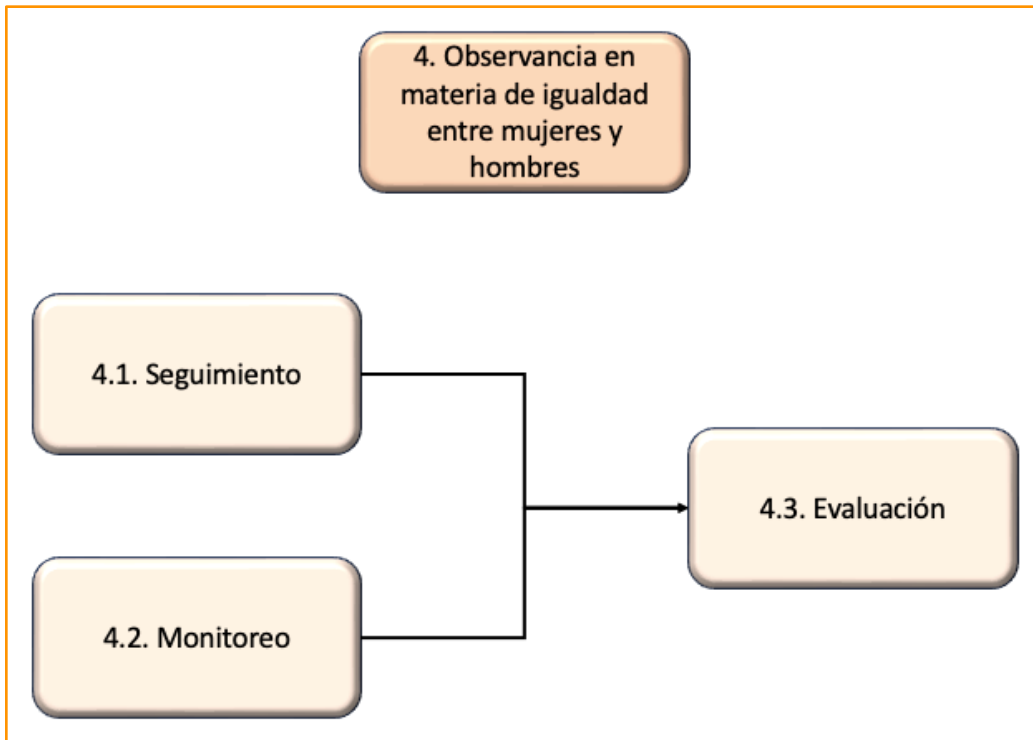 4. Observancia en
materia de igualdad
entre mujeres y
hombres
4.1. Seguimiento
4.2. Monitoreo
4.3. Evaluación